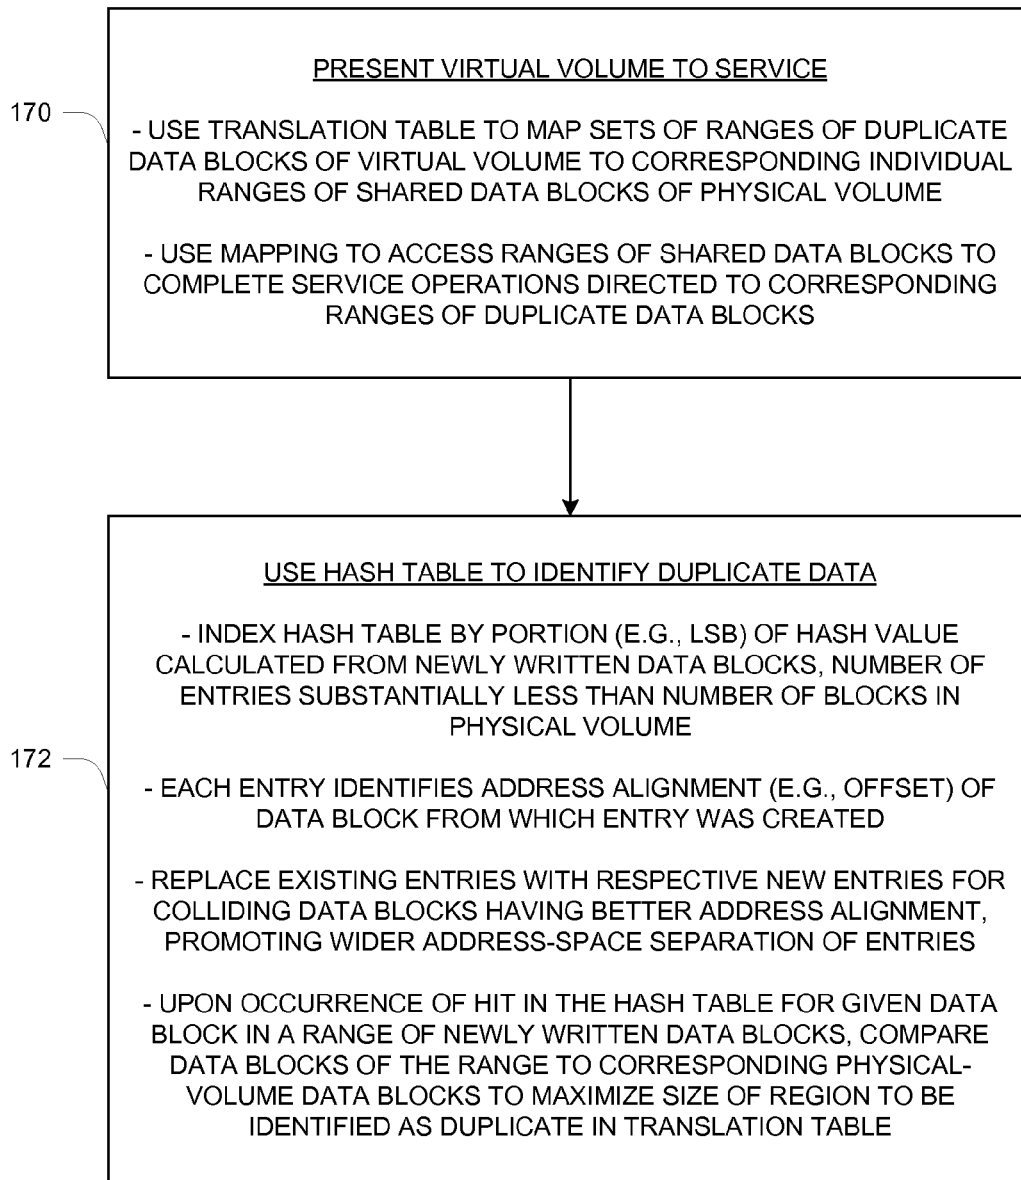 PRESENT VIRTUAL VOLUME TO SERVICE
170
- USE TRANSLATION TABLE TO MAP SETS OF RANGES OF DUPLICATE
DATA BLOCKS OF VIRTUAL VOLUME TO CORRESPONDING INDIVIDUAL
RANGES OF SHARED DATA BLOCKS OF PHYSICAL VOLUME
- USE MAPPING TO ACCESS RANGES OF SHARED DATA BLOCKS TO
COMPLETE SERVICE OPERATIONS DIRECTED TO CORRESPONDING
RANGES OF DUPLICATE DATA BLOCKS
USE HASH TABLE TO IDENTIFY DUPLICATE DATA
- INDEX HASH TABLE BY PORTION (E.G., LSB) OF HASH VALUE
CALCULATED FROM NEWLY WRITTEN DATA BLOCKS, NUMBER OF
ENTRIES SUBSTANTIALLY LESS THAN NUMBER OF BLOCKS IN
PHYSICAL VOLUME
172
- EACH ENTRY IDENTIFIES ADDRESS ALIGNMENT (E.G., OFFSET) OF
DATA BLOCK FROM WHICH ENTRY WAS CREATED
- REPLACE EXISTING ENTRIES WITH RESPECTIVE NEW ENTRIES FOR
COLLIDING DATA BLOCKS HAVING BETTER ADDRESS ALIGNMENT,
PROMOTING WIDER ADDRESS-SPACE SEPARATION OF ENTRIES
- UPON OCCURRENCE OF HIT IN THE HASH TABLE FOR GIVEN DATA
BLOCK IN A RANGE OF NEWLY WRITTEN DATA BLOCKS, COMPARE
DATA BLOCKS OF THE RANGE TO CORRESPONDING PHYSICAL-
VOLUME DATA BLOCKS TO MAXIMIZE SIZE OF REGION TO BE
IDENTIFIED AS DUPLICATE IN TRANSLATION TABLE